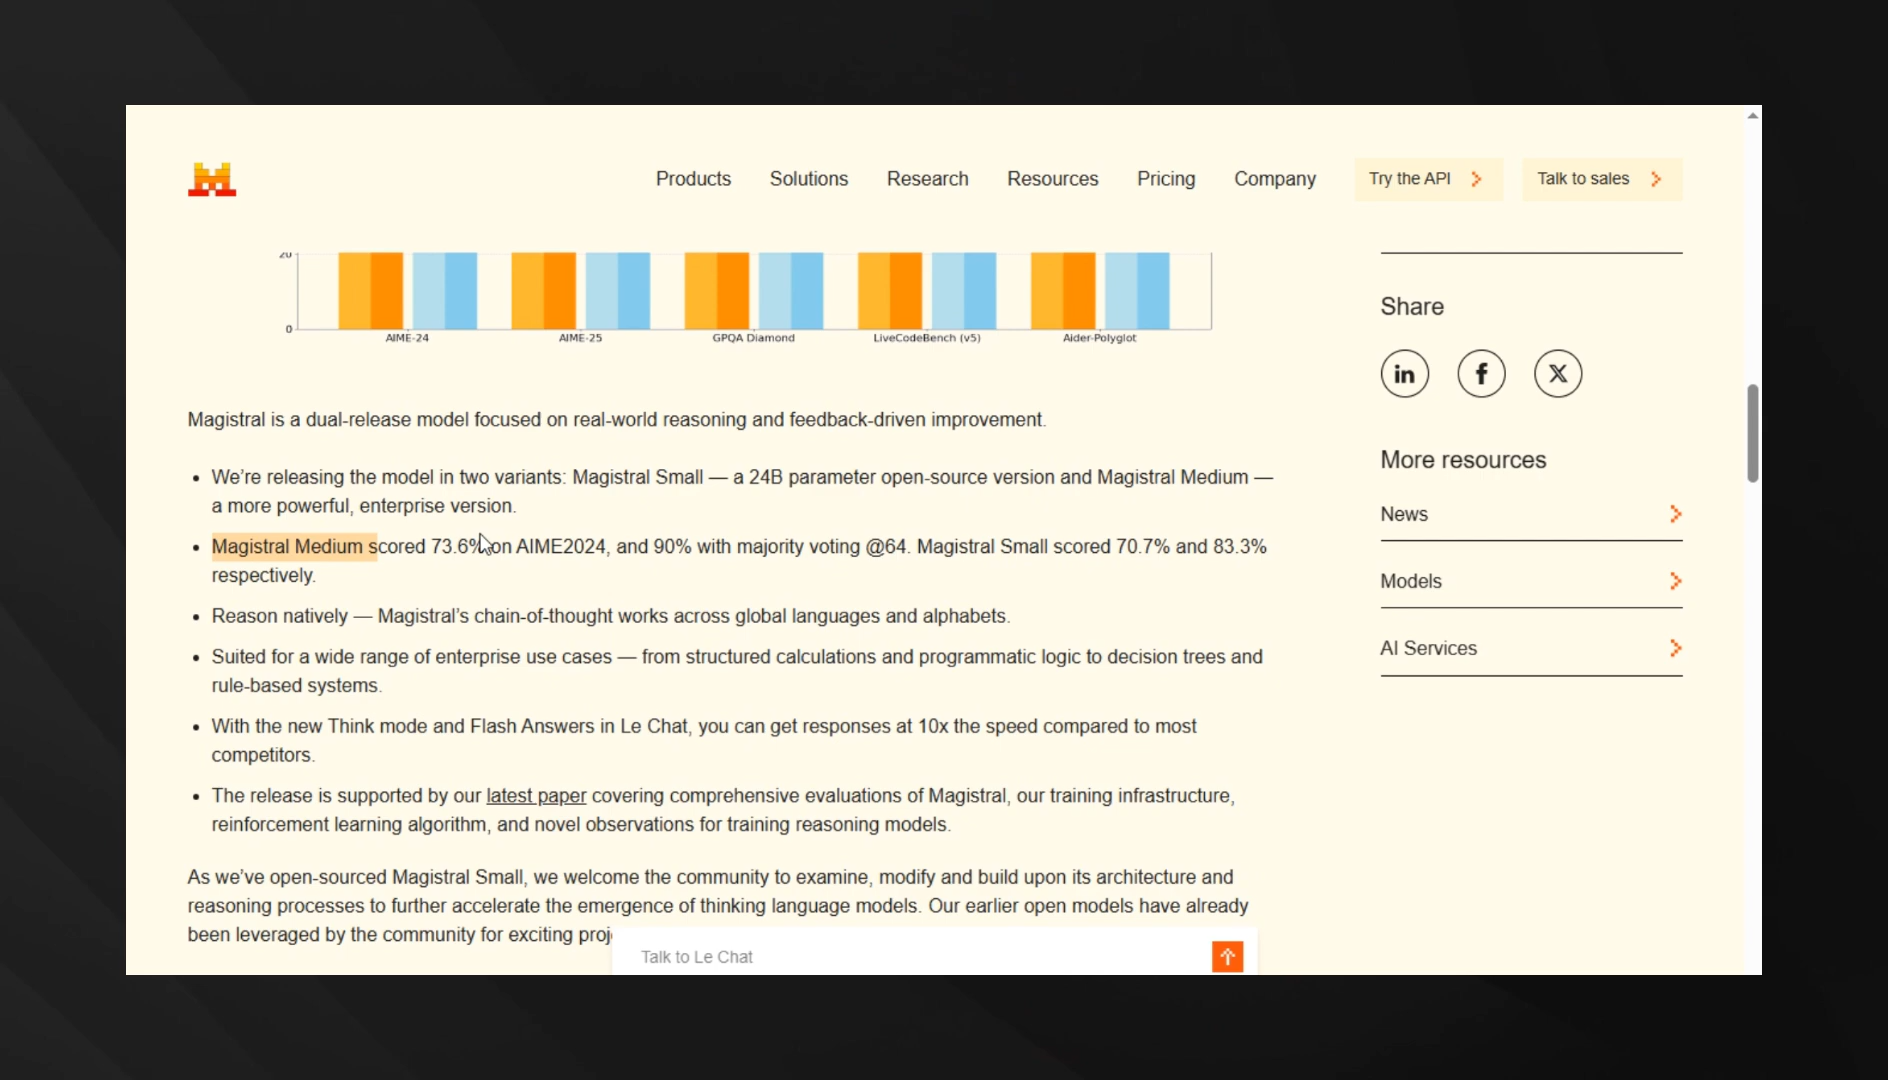 Products Solutions Research Resources Pricing Company Try the API Talk to sales
20
0
AIME-24 AIME-25 GPQA Diamond LiveCodeBench (v5) Aider-Polyglot
Magistral is a dual-release model focused on real-world reasoning and feedback-driven improvement.
• We’re releasing the model in two variants: Magistral Small — a 24B parameter open-source version and Magistral Medium —
a more powerful, enterprise version.
• Magistral Medium scored 73.6% on AIME2024, and 90% with majority voting @64. Magistral Small scored 70.7% and 83.3%
respectively.
• Reason natively — Magistral’s chain-of-thought works across global languages and alphabets.
• Suited for a wide range of enterprise use cases — from structured calculations and programmatic logic to decision trees and
rule-based systems.
• With the new Think mode and Flash Answers in Le Chat, you can get responses at 10x the speed compared to most
competitors.
• The release is supported by our latest paper covering comprehensive evaluations of Magistral, our training infrastructure,
reinforcement learning algorithm, and novel observations for training reasoning models.
As we’ve open-sourced Magistral Small, we welcome the community to examine, modify and build upon its architecture and
reasoning processes to further accelerate the emergence of thinking language models. Our earlier open models have already
been leveraged by the community for exciting
Talk to Le Chat
Share
in f X
More resources
News
Models
AI Services